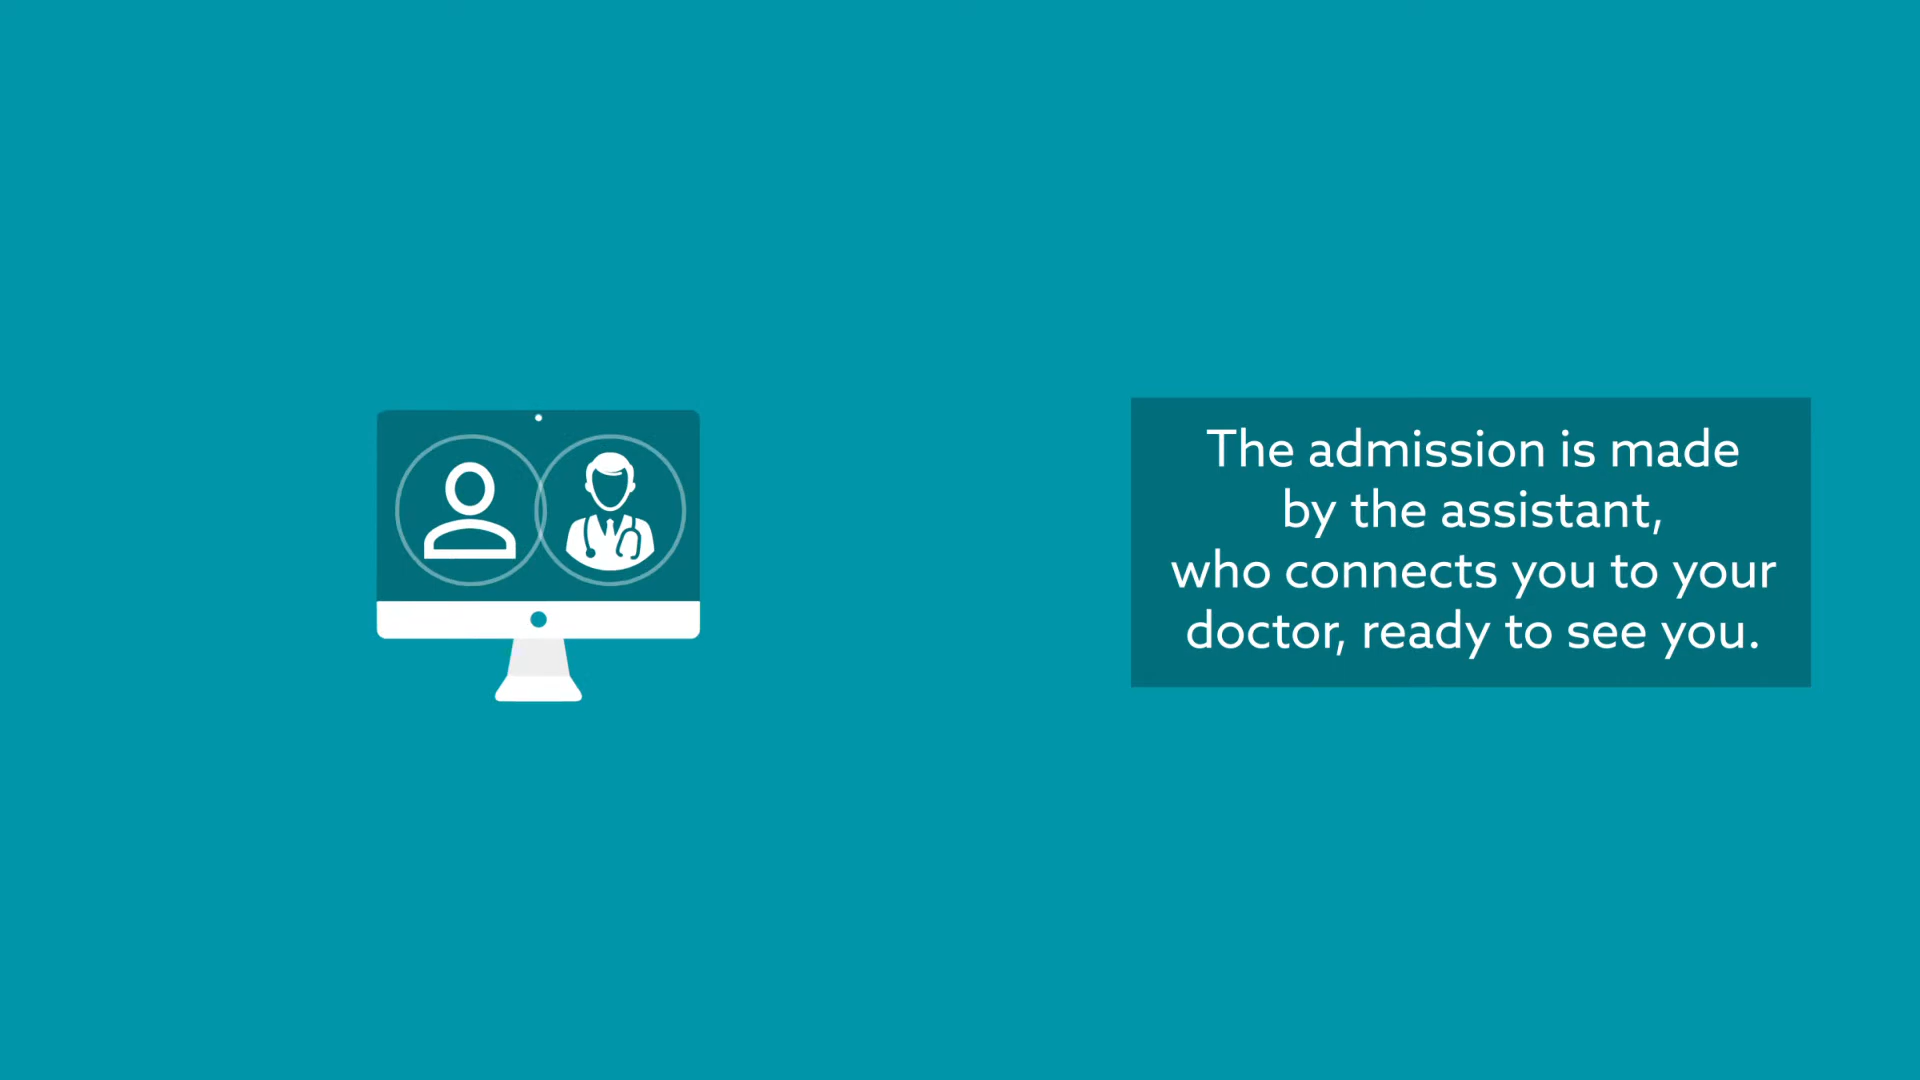 The admission is made
by the assistant,
who connects you to your
doctor, ready to see you.